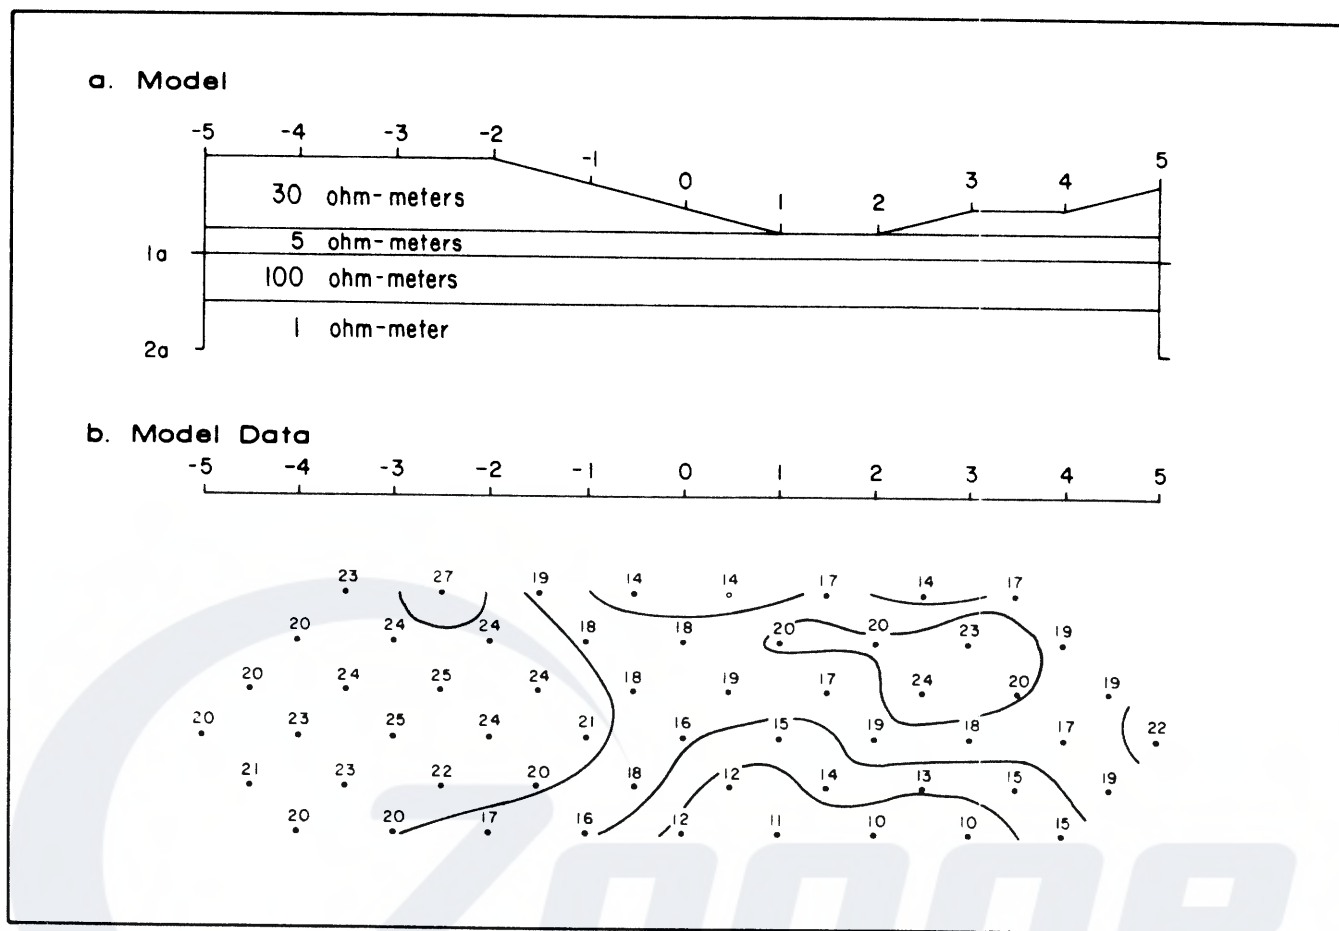 a. Model
-5 -4 -3 -2 -1 0 1 2 3 4 5
30 ohm-meters
5 ohm-meters
1a
100 ohm-meters
1 ohm-meter
2a
b. Model Data
-5 -4 -3 -2 -1 0 1 2 3 4 5
23 27 19 14 14 17 14 17
20 24 24 18 18 20 20 23 19
20 24 25 24 18 19 17 24 20 19
20 23 25 24 21 16 15 19 18 17 22
21 23 22 20 18 12 14 13 15 19
20 20 17 16 12 11 10 10 15
Zonge